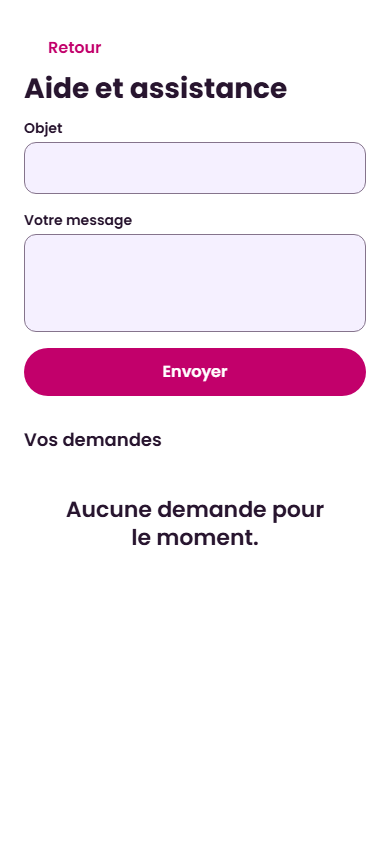 Retour
Aide et assistance
Objet
Votre message
Envoyer
Vos demandes
Aucune demande pour
le moment.